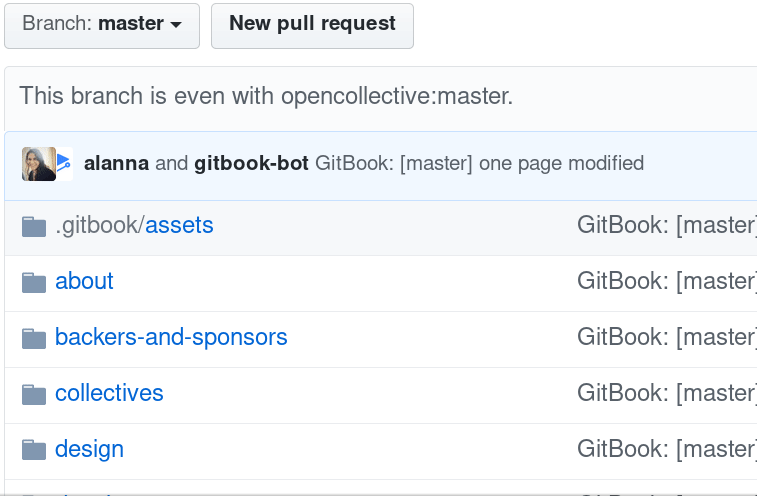 Branch: master
New pull request
This branch is even with opencollective:master.
alanna and gitbook-bot GitBook: [master] one page modified
.gitbook/assets GitBook: [master]
about GitBook: [master]
backers-and-sponsors GitBook: [master]
collectives GitBook: [master]
design GitBook: [master]